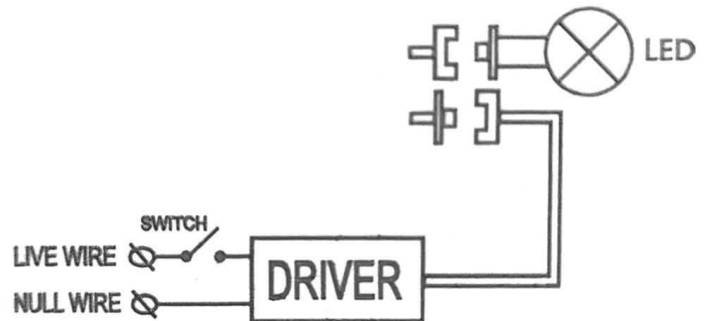 LED
SWITCH
LIVE WIRE
DRIVER
NULL WIRE